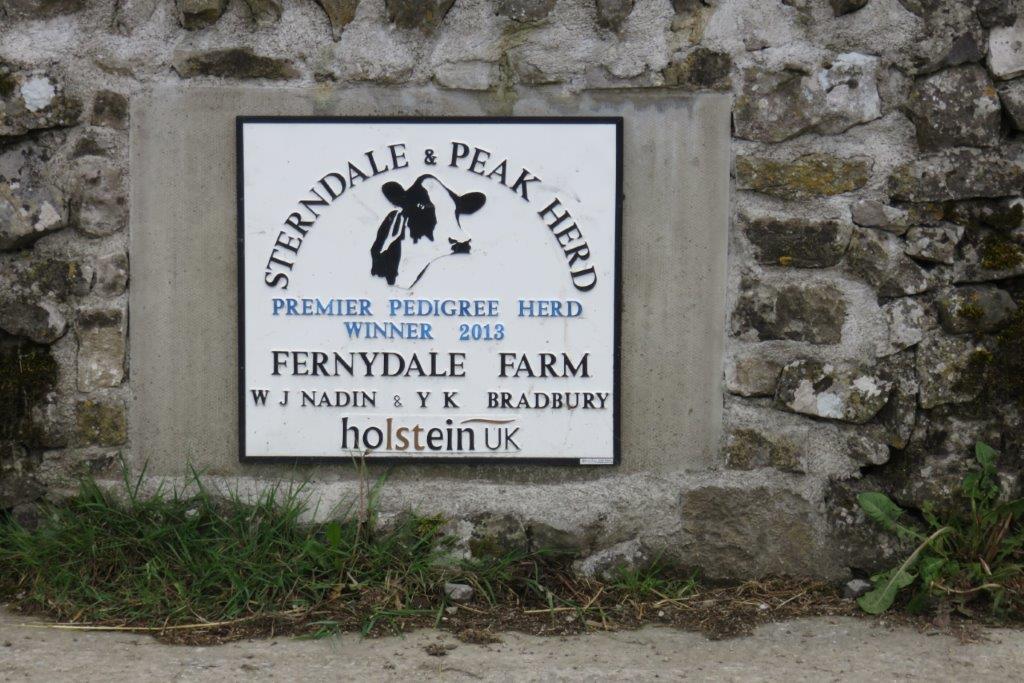 STERNDALE & PEAK HERD
PREMIER PEDIGREE HERD
WINNER 2013
FERNYDALE FARM
W J NADIN & Y K BRADBURY
holstein UK